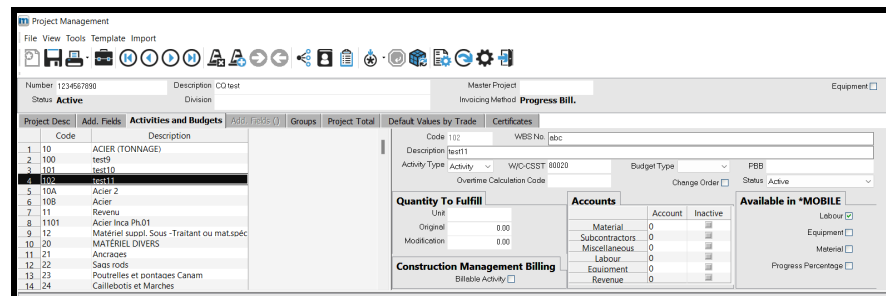 m Project Management
File View Tools Template Import
Number 1234567890 Description CQ test Master Project Equipment
Status Active Division Invoicing Method Progress Bill.
Project Desc Add. Fields Activities and Budgets Add. Fields () Groups Project Total Default Values by Trade Certificates
Code Description
1 10 ACIER (TONNAGE)
2 100 test9
3 101 test10
4 102 test11
5 10A Acier 2
6 10B Acier
7 11 Revenu
8 1101 Acier Inca Ph.01
9 12 Matériel suppl. Sous -Traitant ou mat.spéc
10 20 MATÉRIEL DIVERS
11 21 Ancrages
12 22 Sags rods
13 23 Poutrelles et pontages Canam
14 24 Caillebotis et Marches
Code 102 WBS No. abc
Description test11
Activity Type Activity W/C-CSST 80020 Budget Type PBB
Overtime Calculation Code Change Order Status Active
Quantity To Fulfill
Unit
Original 0.00
Modification 0.00
Construction Management Billing
Billable Activity
Accounts
Account Inactive
Material 0
Subcontractors 0
Miscellaneous 0
Labour 0
Equipment 0
Revenue 0
Available in *MOBILE
Labour
Equipment
Material
Progress Percentage